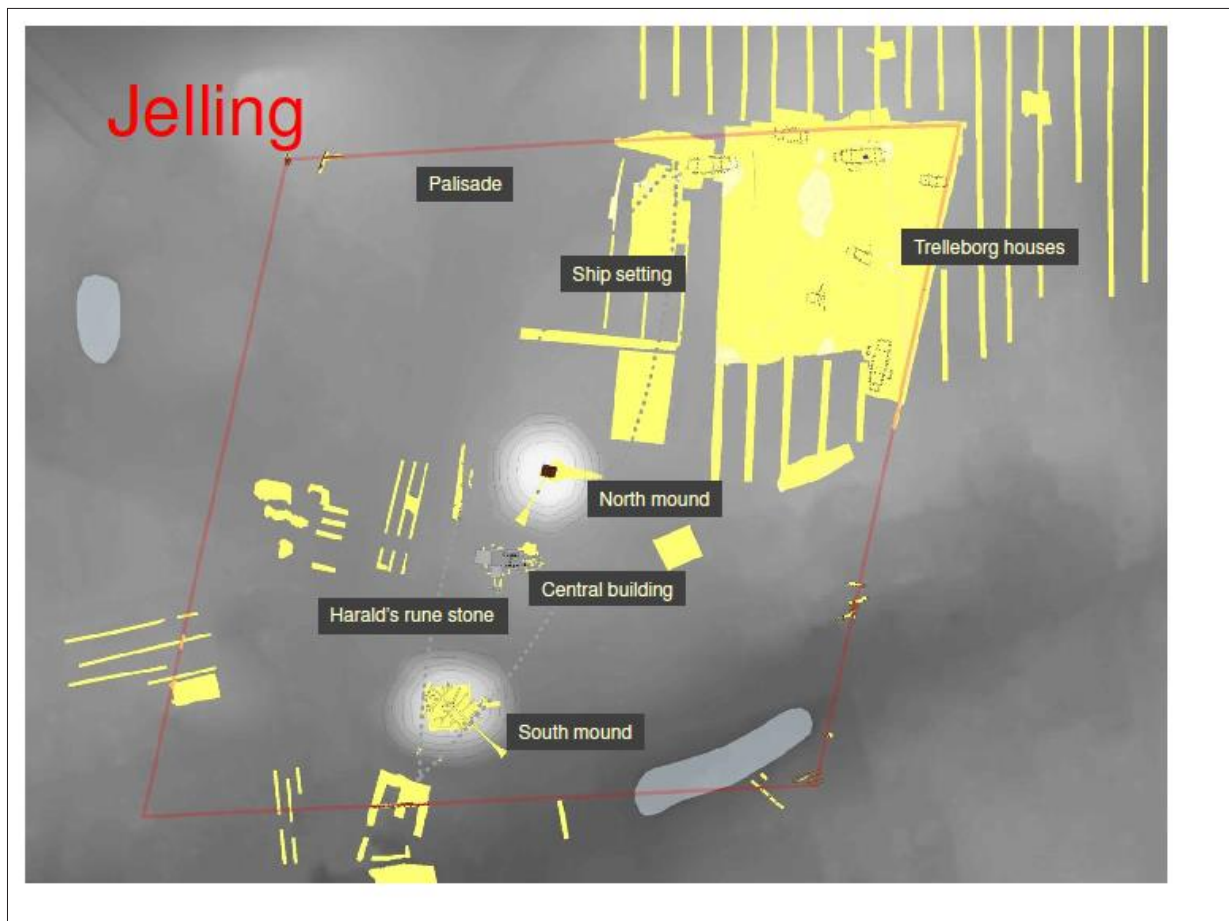 Jelling
Palisade
Trelleborg houses
Ship setting
North mound
Central building
Harald's rune stone
South mound